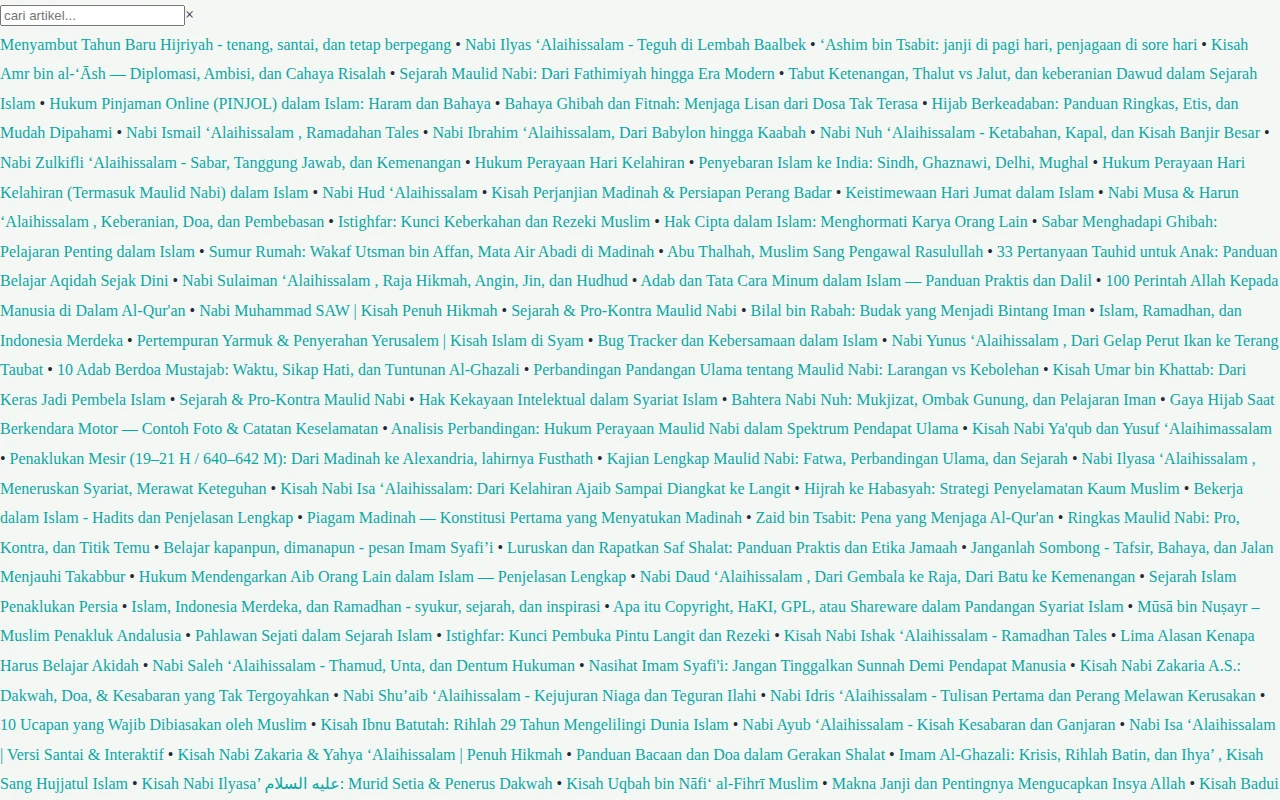 cari artikel... ×
Menyambut Tahun Baru Hijriyah - tenang, santai, dan tetap berpegang • Nabi Ilyas ‘Alaihissalam - Teguh di Lembah Baalbek • ‘Ashim bin Tsabit: janji di pagi hari, penjagaan di sore hari • Kisah
Amr bin al-‘Āsh — Diplomasi, Ambisi, dan Cahaya Risalah • Sejarah Maulid Nabi: Dari Fathimiyah hingga Era Modern • Tabut Ketenangan, Thalut vs Jalut, dan keberanian Dawud dalam Sejarah
Islam • Hukum Pinjaman Online (PINJOL) dalam Islam: Haram dan Bahaya • Bahaya Ghibah dan Fitnah: Menjaga Lisan dari Dosa Tak Terasa • Hijab Berkeadaban: Panduan Ringkas, Etis, dan
Mudah Dipahami • Nabi Ismail ‘Alaihissalam , Ramadahan Tales • Nabi Ibrahim ‘Alaihissalam, Dari Babylon hingga Kaabah • Nabi Nuh ‘Alaihissalam - Ketabahan, Kapal, dan Kisah Banjir Besar •
Nabi Zulkifli ‘Alaihissalam - Sabar, Tanggung Jawab, dan Kemenangan • Hukum Perayaan Hari Kelahiran • Penyebaran Islam ke India: Sindh, Ghaznawi, Delhi, Mughal • Hukum Perayaan Hari
Kelahiran (Termasuk Maulid Nabi) dalam Islam • Nabi Hud ‘Alaihissalam • Kisah Perjanjian Madinah & Persiapan Perang Badar • Keistimewaan Hari Jumat dalam Islam • Nabi Musa & Harun
‘Alaihissalam , Keberanian, Doa, dan Pembebasan • Istighfar: Kunci Keberkahan dan Rezeki Muslim • Hak Cipta dalam Islam: Menghormati Karya Orang Lain • Sabar Menghadapi Ghibah:
Pelajaran Penting dalam Islam • Sumur Rumah: Wakaf Utsman bin Affan, Mata Air Abadi di Madinah • Abu Thalhah, Muslim Sang Pengawal Rasulullah • 33 Pertanyaan Tauhid untuk Anak: Panduan
Belajar Aqidah Sejak Dini • Nabi Sulaiman ‘Alaihissalam , Raja Hikmah, Angin, Jin, dan Hudhud • Adab dan Tata Cara Minum dalam Islam — Panduan Praktis dan Dalil • 100 Perintah Allah Kepada
Manusia di Dalam Al-Qur'an • Nabi Muhammad SAW | Kisah Penuh Hikmah • Sejarah & Pro-Kontra Maulid Nabi • Bilal bin Rabah: Budak yang Menjadi Bintang Iman • Islam, Ramadhan, dan
Indonesia Merdeka • Pertempuran Yarmuk & Penyerahan Yerusalem | Kisah Islam di Syam • Bug Tracker dan Kebersamaan dalam Islam • Nabi Yunus ‘Alaihissalam , Dari Gelap Perut Ikan ke Terang
Taubat • 10 Adab Berdoa Mustajab: Waktu, Sikap Hati, dan Tuntunan Al-Ghazali • Perbandingan Pandangan Ulama tentang Maulid Nabi: Larangan vs Kebolehan • Kisah Umar bin Khattab: Dari
Keras Jadi Pembela Islam • Sejarah & Pro-Kontra Maulid Nabi • Hak Kekayaan Intelektual dalam Syariat Islam • Bahtera Nabi Nuh: Mukjizat, Ombak Gunung, dan Pelajaran Iman • Gaya Hijab Saat
Berkendara Motor — Contoh Foto & Catatan Keselamatan • Analisis Perbandingan: Hukum Perayaan Maulid Nabi dalam Spektrum Pendapat Ulama • Kisah Nabi Ya'qub dan Yusuf ‘Alaihimassalam
• Penaklukan Mesir (19–21 H / 640–642 M): Dari Madinah ke Alexandria, lahirnya Fusthath • Kajian Lengkap Maulid Nabi: Fatwa, Perbandingan Ulama, dan Sejarah • Nabi Ilyasa ‘Alaihissalam ,
Meneruskan Syariat, Merawat Keteguhan • Kisah Nabi Isa ‘Alaihissalam: Dari Kelahiran Ajaib Sampai Diangkat ke Langit • Hijrah ke Habasyah: Strategi Penyelamatan Kaum Muslim • Bekerja
dalam Islam - Hadits dan Penjelasan Lengkap • Piagam Madinah — Konstitusi Pertama yang Menyatukan Madinah • Zaid bin Tsabit: Pena yang Menjaga Al-Qur'an • Ringkas Maulid Nabi: Pro,
Kontra, dan Titik Temu • Belajar kapanpun, dimanapun - pesan Imam Syafi’i • Luruskan dan Rapatkan Saf Shalat: Panduan Praktis dan Etika Jamaah • Janganlah Sombong - Tafsir, Bahaya, dan Jalan
Menjauhi Takabbur • Hukum Mendengarkan Aib Orang Lain dalam Islam — Penjelasan Lengkap • Nabi Daud ‘Alaihissalam , Dari Gembala ke Raja, Dari Batu ke Kemenangan • Sejarah Islam
Penaklukan Persia • Islam, Indonesia Merdeka, dan Ramadhan - syukur, sejarah, dan inspirasi • Apa itu Copyright, HaKI, GPL, atau Shareware dalam Pandangan Syariat Islam • Mūsā bin Nuṣayr –
Muslim Penakluk Andalusia • Pahlawan Sejati dalam Sejarah Islam • Istighfar: Kunci Pembuka Pintu Langit dan Rezeki • Kisah Nabi Ishak ‘Alaihissalam - Ramadhan Tales • Lima Alasan Kenapa
Harus Belajar Akidah • Nabi Saleh ‘Alaihissalam - Thamud, Unta, dan Dentum Hukuman • Nasihat Imam Syafi'i: Jangan Tinggalkan Sunnah Demi Pendapat Manusia • Kisah Nabi Zakaria A.S.:
Dakwah, Doa, & Kesabaran yang Tak Tergoyahkan • Nabi Shu’aib ‘Alaihissalam - Kejujuran Niaga dan Teguran Ilahi • Nabi Idris ‘Alaihissalam - Tulisan Pertama dan Perang Melawan Kerusakan •
10 Ucapan yang Wajib Dibiasakan oleh Muslim • Kisah Ibnu Batutah: Rihlah 29 Tahun Mengelilingi Dunia Islam • Nabi Ayub ‘Alaihissalam - Kisah Kesabaran dan Ganjaran • Nabi Isa ‘Alaihissalam
| Versi Santai & Interaktif • Kisah Nabi Zakaria & Yahya ‘Alaihissalam | Penuh Hikmah • Panduan Bacaan dan Doa dalam Gerakan Shalat • Imam Al-Ghazali: Krisis, Rihlah Batin, dan Ihya’ , Kisah
Sang Hujjatul Islam • Kisah Nabi Ilyasa’ عليه السلام: Murid Setia & Penerus Dakwah • Kisah Uqbah bin Nāfi‘ al-Fihrī Muslim • Makna Janji dan Pentingnya Mengucapkan Insya Allah • Kisah Badui